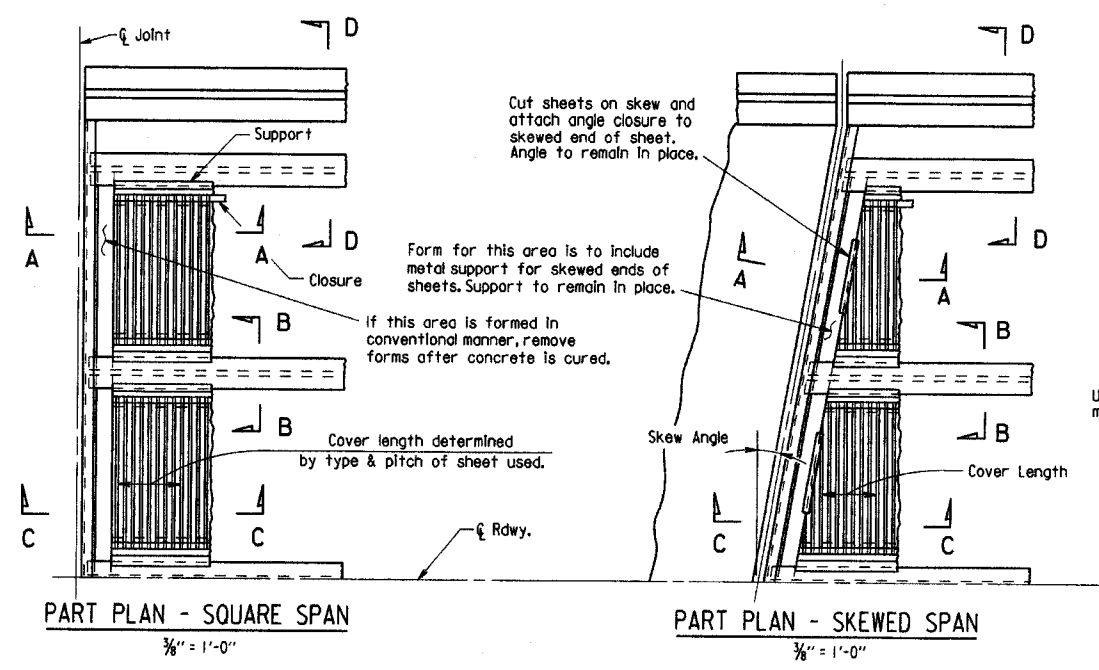 ℄ Joint
D
Support
A
A
D
Closure
If this area is formed in
conventional manner, remove
forms after concrete is cured.
B
B
Cover length determined
by type & pitch of sheet used.
C
C
℄ Rdwy.
PART PLAN - SQUARE SPAN
3/8" = 1'-0"
D
Cut sheets on skew and
attach angle closure to
skewed end of sheet.
Angle to remain in place.
D
Form for this area is to include
metal support for skewed ends of
sheets. Support to remain in place.
A
A
B
B
Skew Angle
Cover Length
C
C
PART PLAN - SKEWED SPAN
3/8" = 1'-0"